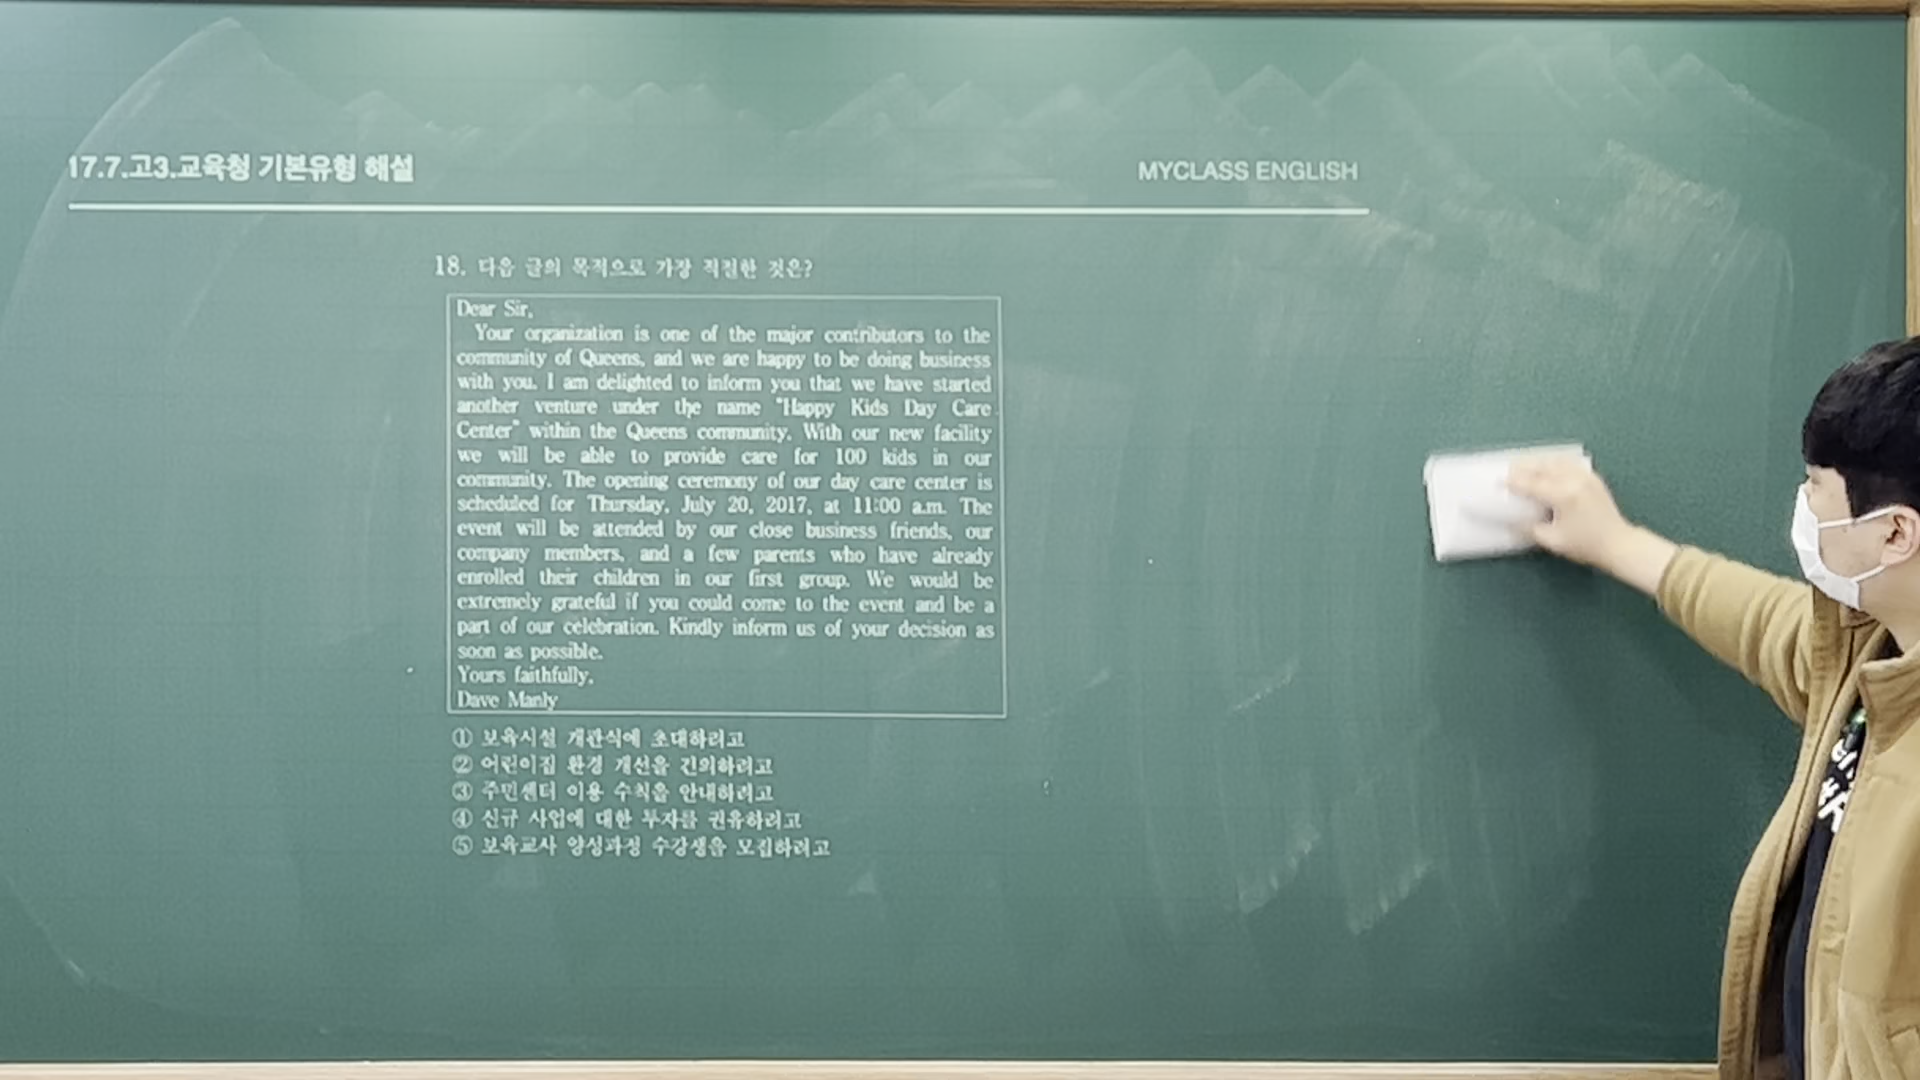 17.7.고3.교육청 기본유형 해설
MYCLASS ENGLISH
18. 다음 글의 목적으로 가장 적절한 것은?
Dear Sir,
Your organization is one of the major contributors to the
community of Queens, and we are happy to be doing business
with you. I am delighted to inform you that we have started
another venture under the name "Happy Kids Day Care
Center" within the Queens community. With our new facility
we will be able to provide care for 100 kids in our
community. The opening ceremony of our day care center is
scheduled for Thursday, July 20, 2017, at 11:00 a.m. The
event will be attended by our close business friends, our
company members, and a few parents who have already
enrolled their children in our first group. We would be
extremely grateful if you could come to the event and be a
part of our celebration. Kindly inform us of your decision as
soon as possible.
Yours faithfully,
Dave Manly
① 보육시설 개관식에 초대하려고
② 어린이집 환경 개선을 건의하려고
③ 주민센터 이용 수칙을 안내하려고
④ 신규 사업에 대한 투자를 권유하려고
⑤ 보육교사 양성과정 수강생을 모집하려고